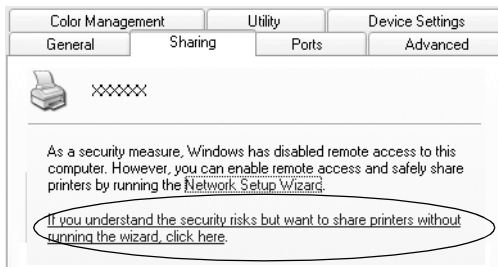 Color Management Utility Device Settings
General Sharing Ports Advanced
XXXXXX
As a security measure, Windows has disabled remote access to this
computer. However, you can enable remote access and safely share
printers by running the Network Setup Wizard.
If you understand the security risks but want to share printers without
running the wizard, click here.